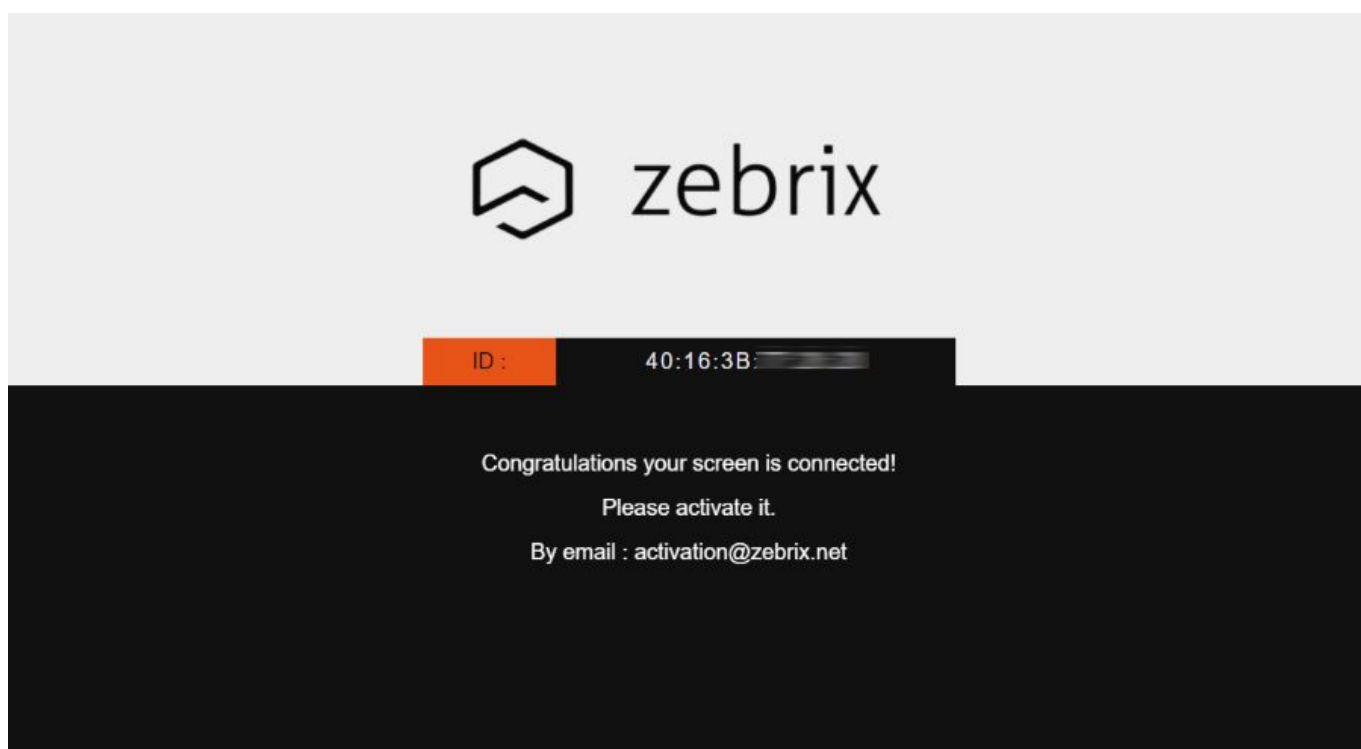 zebrix
ID : 40:16:3B:
Congratulations your screen is connected!
Please activate it.
By email : activation@zebrix.net